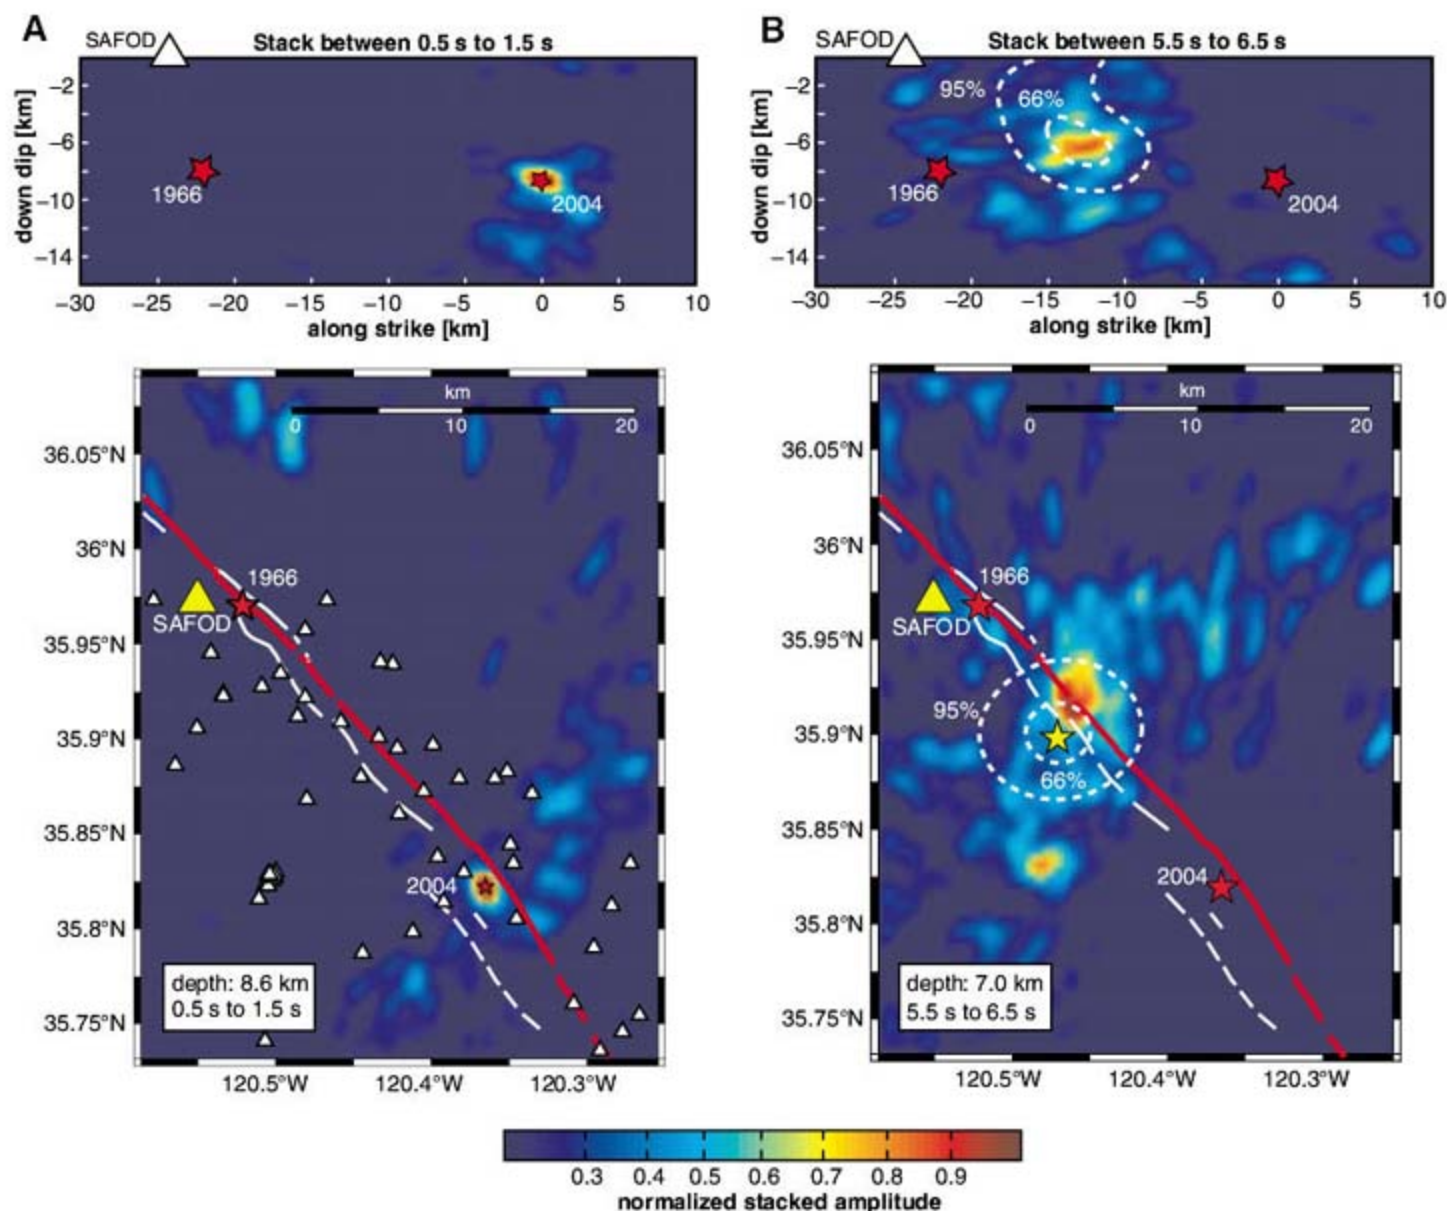 A
SAFOD
Stack between 0.5 s to 1.5 s
down dip [km]
−2
−6
−10
−14
1966
2004
−30 −25 −20 −15 −10 −5 0 5 10
along strike [km]
B
SAFOD
Stack between 5.5 s to 6.5 s
down dip [km]
−2
−6
−10
−14
95%
66%
1966
2004
−30 −25 −20 −15 −10 −5 0 5 10
along strike [km]
km
0 10 20
36.05°N
36°N
35.95°N
35.9°N
35.85°N
35.8°N
35.75°N
1966
SAFOD
2004
depth: 8.6 km
0.5 s to 1.5 s
120.5°W 120.4°W 120.3°W
km
0 10 20
36.05°N
36°N
35.95°N
35.9°N
35.85°N
35.8°N
35.75°N
1966
SAFOD
95%
66%
2004
depth: 7.0 km
5.5 s to 6.5 s
120.5°W 120.4°W 120.3°W
0.3 0.4 0.5 0.6 0.7 0.8 0.9
normalized stacked amplitude